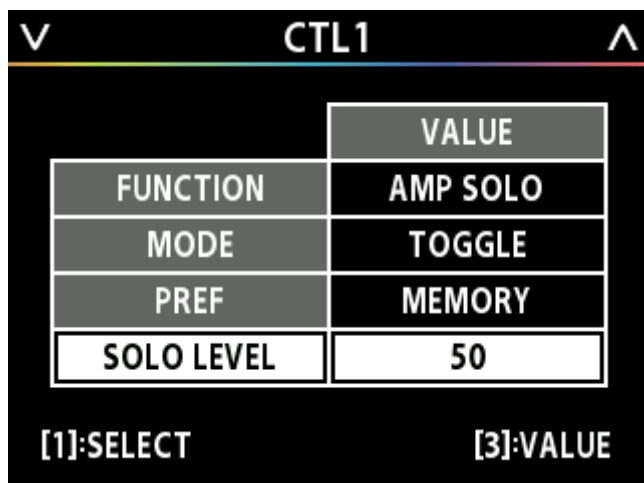 CTL1
VALUE
FUNCTION AMP SOLO
MODE TOGGLE
PREF MEMORY
SOLO LEVEL 50
[1]:SELECT [3]:VALUE